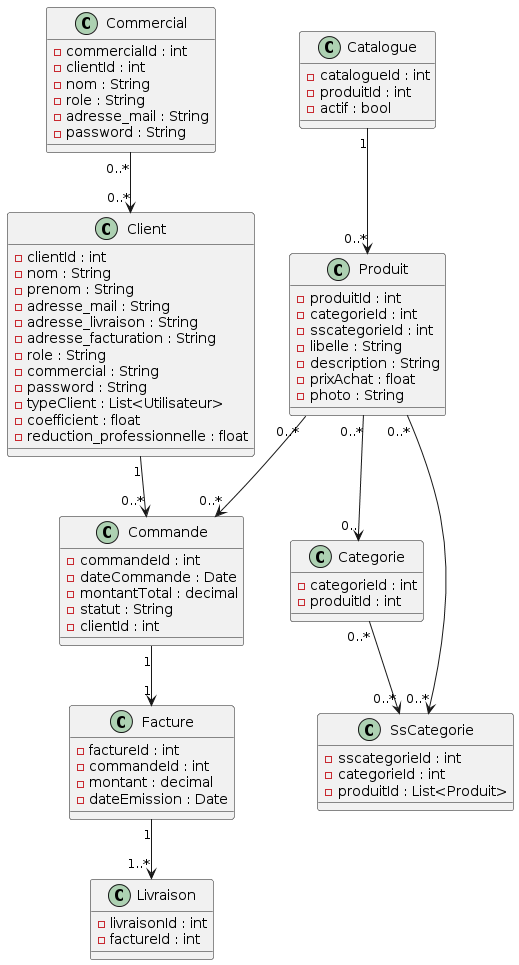 C Commercial
commercialId : int
clientId : int
nom : String
role : String
adresse_mail : String
password : String
C Catalogue
catalogueId : int
produitId : int
actif : bool
0..*
0..*
1
0..*
C Client
clientId : int
nom : String
prenom : String
adresse_mail : String
adresse_livraison : String
adresse_facturation : String
role : String
commercial : String
password : String
typeClient : List<Utilisateur>
coefficient : float
reduction_professionnelle : float
C Produit
produitId : int
categorieId : int
sscategorieId : int
libelle : String
description : String
prixAchat : float
photo : String
1
0..*
0..*
0..*
0..*
0..
0..*
0..*
C Commande
commandeId : int
dateCommande : Date
montantTotal : decimal
statut : String
clientId : int
C Categorie
categorieId : int
produitId : int
1
1
0..*
0..*
C Facture
factureId : int
commandeId : int
montant : decimal
dateEmission : Date
C SsCategorie
sscategorieId : int
categorieId : int
produitId : List<Produit>
1
1..*
C Livraison
livraisonId : int
factureId : int